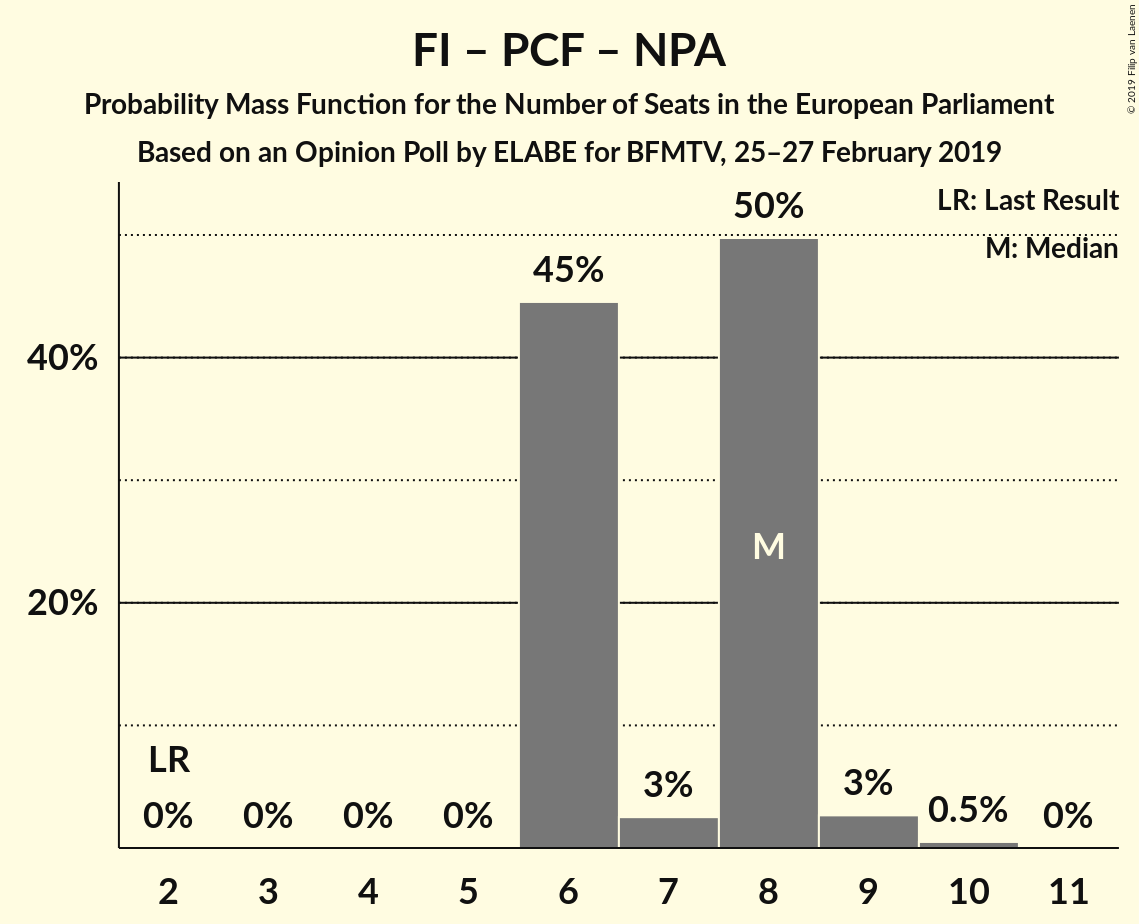 FI – PCF – NPA
Probability Mass Function for the Number of Seats in the European Parliament
Based on an Opinion Poll by ELABE for BFMTV, 25–27 February 2019
© 2019 Filip van Laenen
LR: Last Result
M: Median
50%
45%
40%
M
20%
LR
0%
0%
0%
0%
3%
3%
0.5%
0%
2
3
4
5
6
7
8
9
10
11